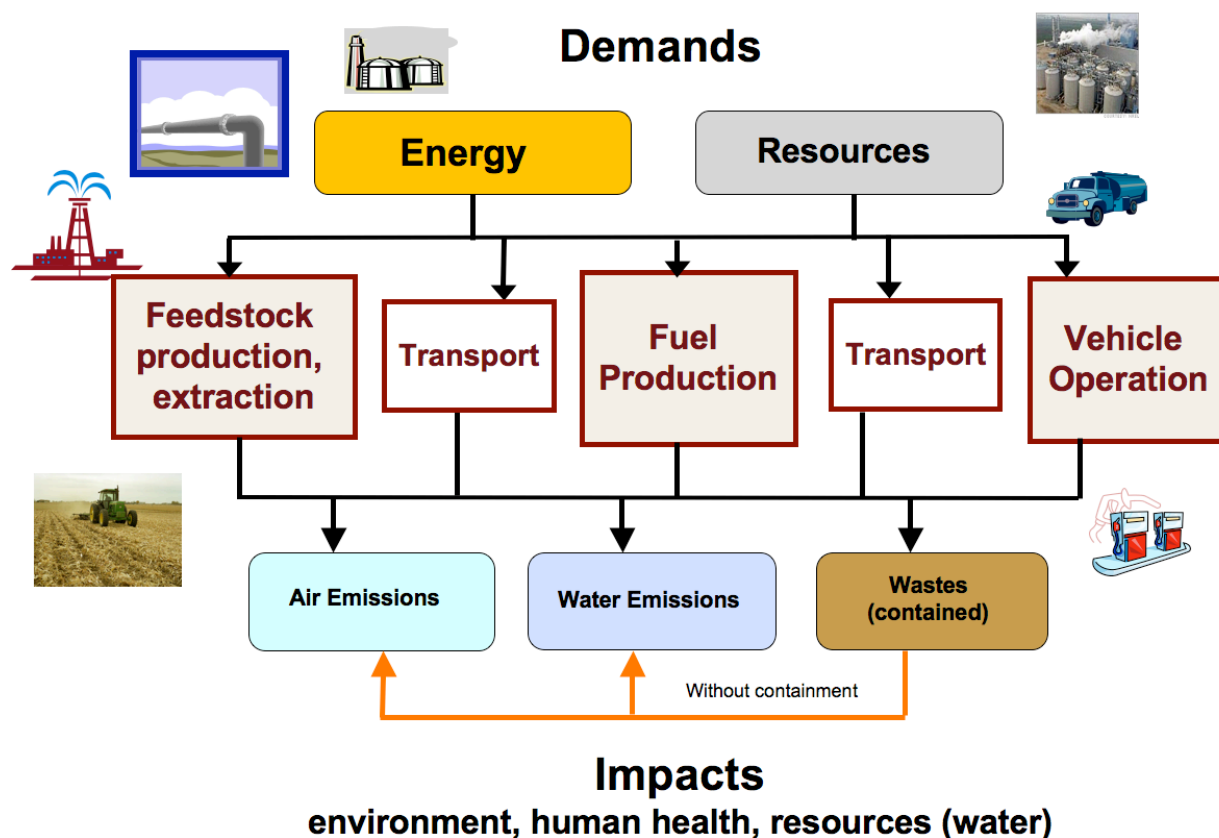 Demands
Energy
Resources
Feedstock
production,
extraction
Transport
Fuel
Production
Transport
Vehicle
Operation
Air Emissions
Water Emissions
Wastes
(contained)
Without containment
Impacts
environment, human health, resources (water)